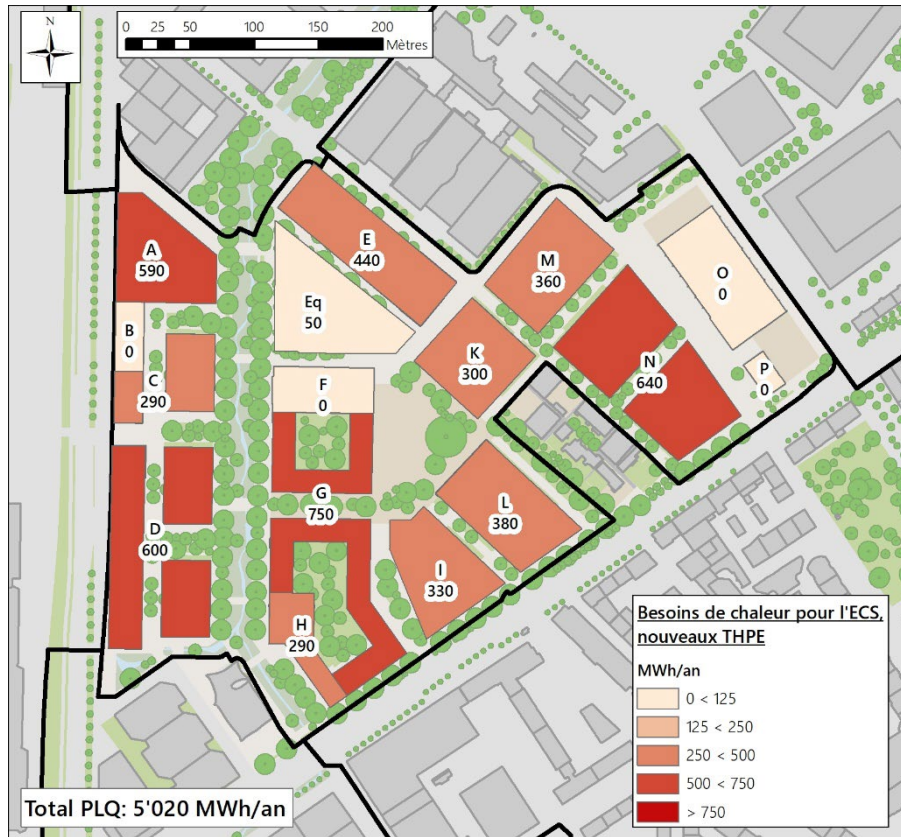 N
0 25 50 100 150 200
Mètres
A
590
E
440
M
360
O
0
Eq
50
B
0
K
300
C
290
F
0
N
640
P
0
G
750
L
380
D
600
I
330
H
290
Besoins de chaleur pour l'ECS,
nouveaux THPE
MWh/an
0 < 125
125 < 250
250 < 500
500 < 750
> 750
Total PLQ: 5'020 MWh/an